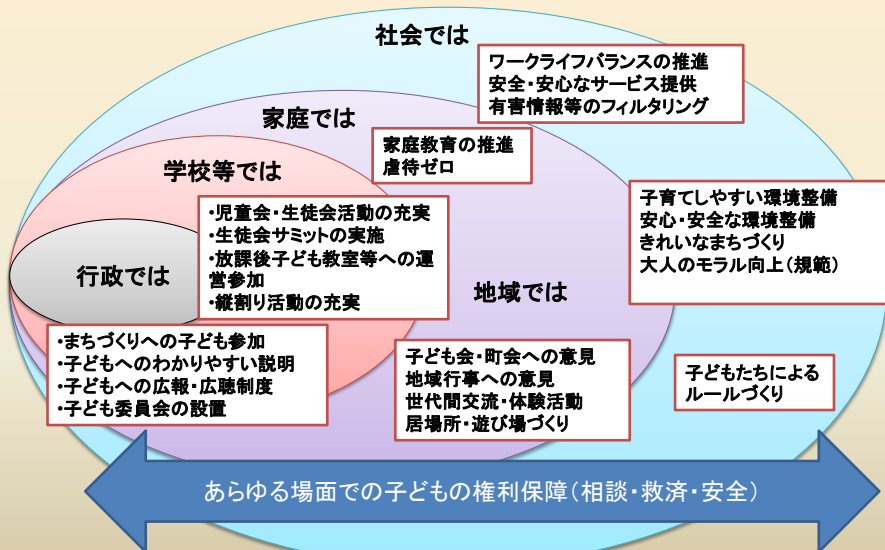 社会では
ワークライフバランスの推進
安全・安心なサービス提供
有害情報等のフィルタリング
家庭では
家庭教育の推進
虐待ゼロ
学校等では
・児童会・生徒会活動の充実
・生徒会サミットの実施
・放課後子ども教室等への運
営参加
・縦割り活動の充実
子育てしやすい環境整備
安心・安全な環境整備
きれいなまちづくり
大人のモラル向上(規範)
行政では
地域では
・まちづくりへの子ども参加
・子どもへのわかりやすい説明
・子どもへの広報・広聴制度
・子ども委員会の設置
子ども会・町会への意見
地域行事への意見
世代間交流・体験活動
居場所・遊び場づくり
子どもたちによる
ルールづくり
あらゆる場面での子どもの権利保障(相談・救済・安全)